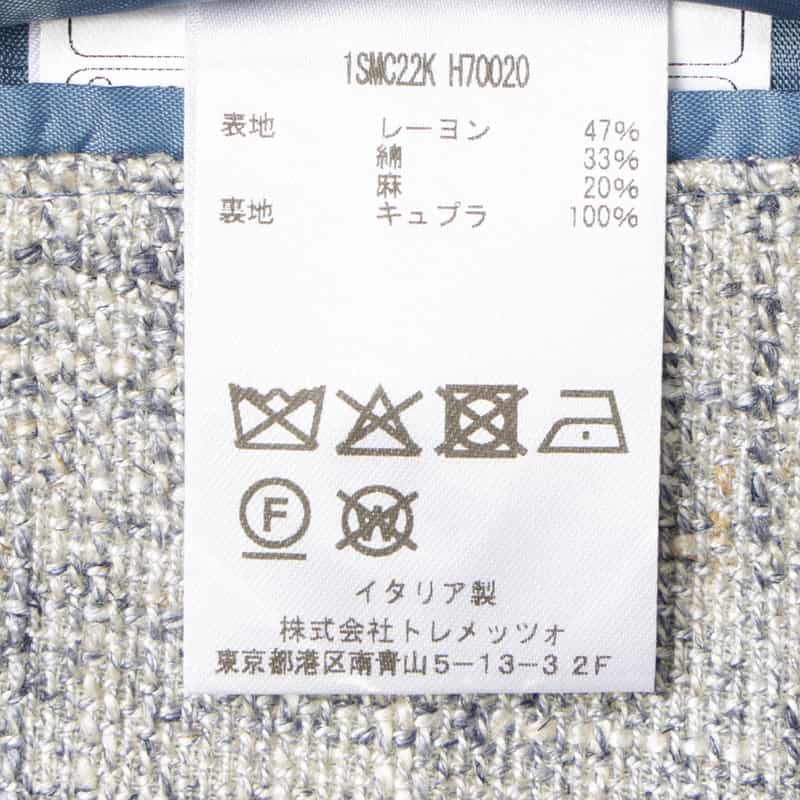 1SMC22K H70020
表地 レーヨン 47%
綿 33%
麻 20%
裏地 キュプラ 100%
F W
イタリア製
株式会社トレメッツォ
東京都港区南青山5-13-3 2F